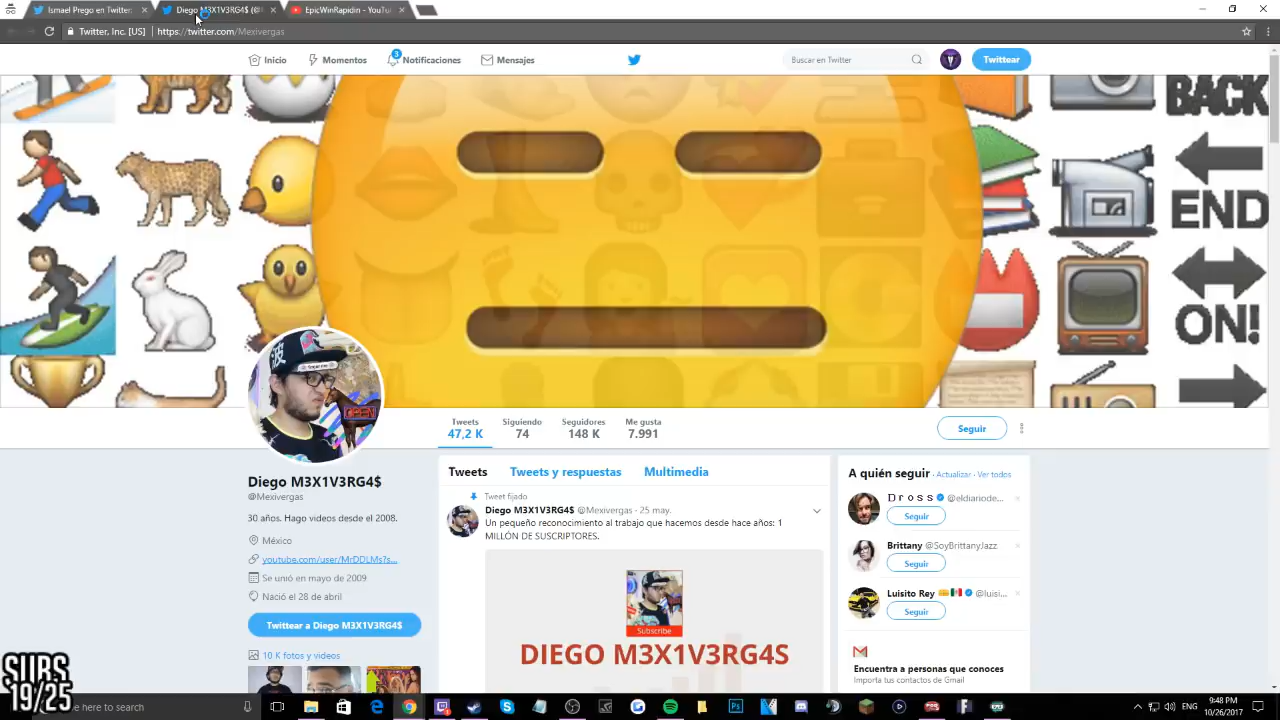 Ismael Prego en Twitter:
Diego M3X1V3RG4$ (@
EpicWinRapidin - YouTu
Twitter, Inc. [US]
https://twitter.com/Mexivergas
Inicio
Momentos
3
Notificaciones
Mensajes
Buscar en Twitter
Twittear
BACK
END
ON!
Tweets
47,2 K
Siguiendo
74
Seguidores
148 K
Me gusta
7.991
Seguir
Diego M3X1V3RG4$
@Mexivergas
30 años. Hago videos desde el 2008.
México
youtube.com/user/MrDDLMs?s...
Se unió en mayo de 2009
Nació el 28 de abril
Twittear a Diego M3X1V3RG4$
10 K fotos y videos
Tweets
Tweets y respuestas
Multimedia
Tweet fijado
Diego M3X1V3RG4$ @Mexivergas · 25 may.
Un pequeño reconocimiento al trabajo que hacemos desde hace años: 1
MILLÓN DE SUSCRIPTORES.
Subscribe
DIEGO M3X1V3RG4S
A quién seguir · Actualizar · Ver todos
Dross @eldiariode...
Seguir
Brittany @SoyBrittanyJazz
Seguir
Luisito Rey @luisi...
Seguir
Encuentra a personas que conoces
Importa tus contactos de Gmail
SUBS
19/25
here to search
ENG
9:48 PM
10/26/2017